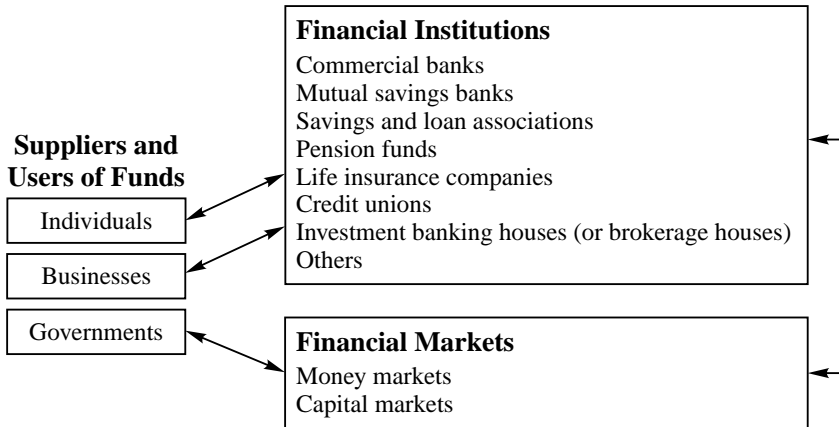 Suppliers and
Users of Funds
Individuals
Businesses
Governments
Financial Institutions
Commercial banks
Mutual savings banks
Savings and loan associations
Pension funds
Life insurance companies
Credit unions
Investment banking houses (or brokerage houses)
Others
Financial Markets
Money markets
Capital markets